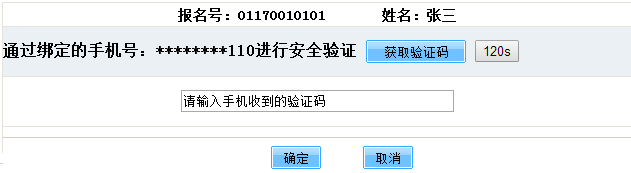 报名号：01170010101 姓名：张三
通过绑定的手机号：********110进行安全验证 获取验证码 120s
请输入手机收到的验证码
确定 取消